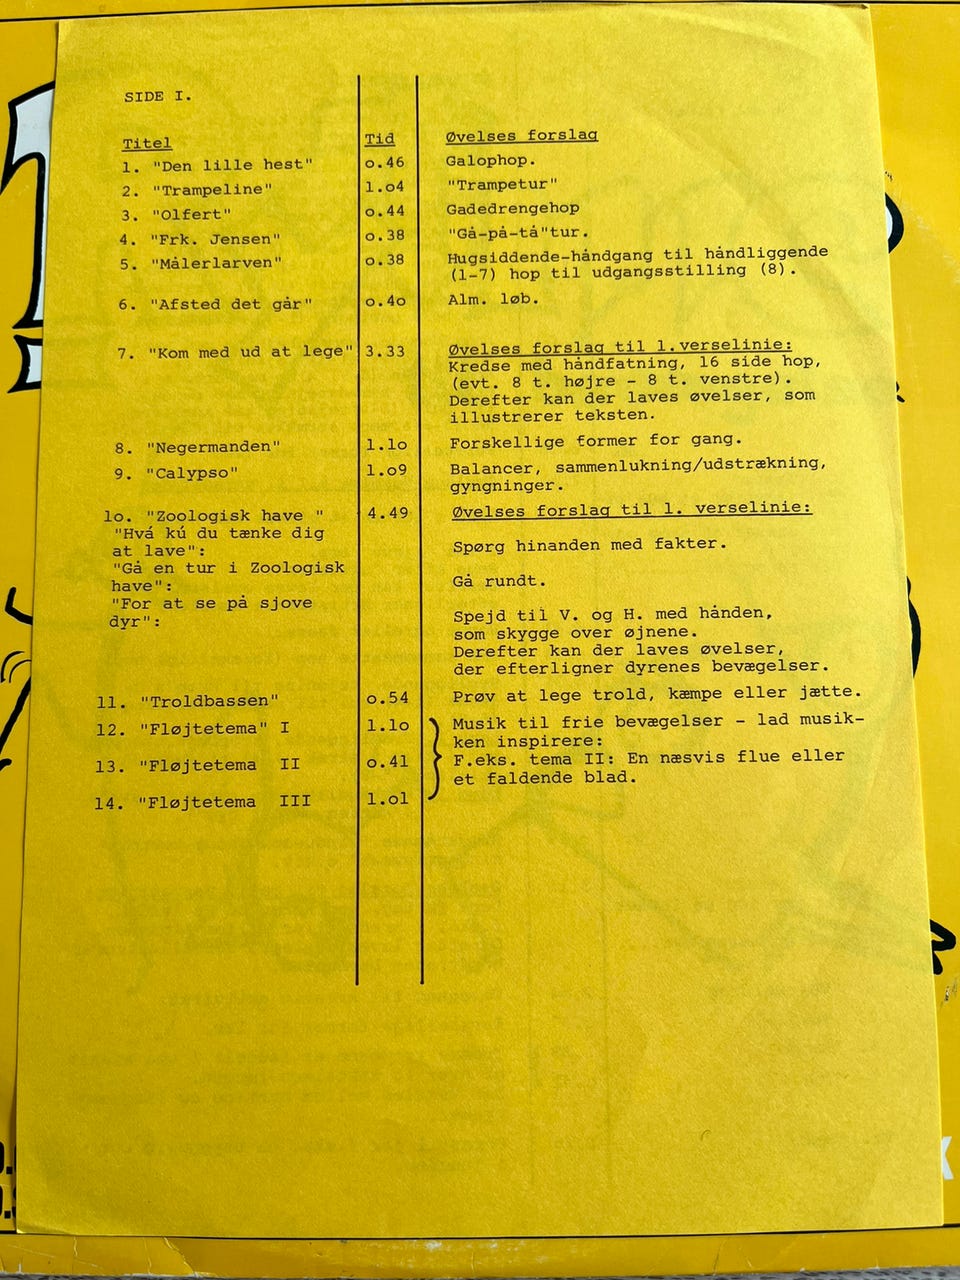 SIDE I.
Titel Tid Øvelses forslag
1. "Den lille hest" o.46 Galophop.
2. "Trampeline" 1.o4 "Trampetur"
3. "Olfert" o.44 Gadedrengehop
4. "Frk. Jensen" o.38 "Gå-på-tå"tur.
5. "Målerlarven" o.38 Hugsiddende-håndgang til håndliggende
(1-7) hop til udgangsstilling (8).
6. "Afsted det går" o.4o Alm. løb.
7. "Kom med ud at lege" 3.33 Øvelses forslag til 1.verselinie:
Kredse med håndfatning, 16 side hop,
(evt. 8 t. højre - 8 t. venstre).
Derefter kan der laves øvelser, som
illustrerer teksten.
8. "Negermanden" 1.1o Forskellige former for gang.
9. "Calypso" 1.o9 Balancer, sammenlukning/udstrækning,
gyngninger.
1o. "Zoologisk have " 4.49 Øvelses forslag til 1. verselinie:
"Hvá kú du tænke dig
at lave": Spørg hinanden med fakter.
"Gå en tur i Zoologisk
have": Gå rundt.
"For at se på sjove
dyr": Spejd til V. og H. med hånden,
som skygge over øjnene.
Derefter kan der laves øvelser,
der efterligner dyrenes bevægelser.
11. "Troldbassen" o.54 Prøv at lege trold, kæmpe eller jætte.
12. "Fløjtetema" I 1.1o Musik til frie bevægelser - lad musik-
ken inspirere:
13. "Fløjtetema II o.41 F.eks. tema II: En næsvis flue eller
et faldende blad.
14. "Fløjtetema III 1.o1